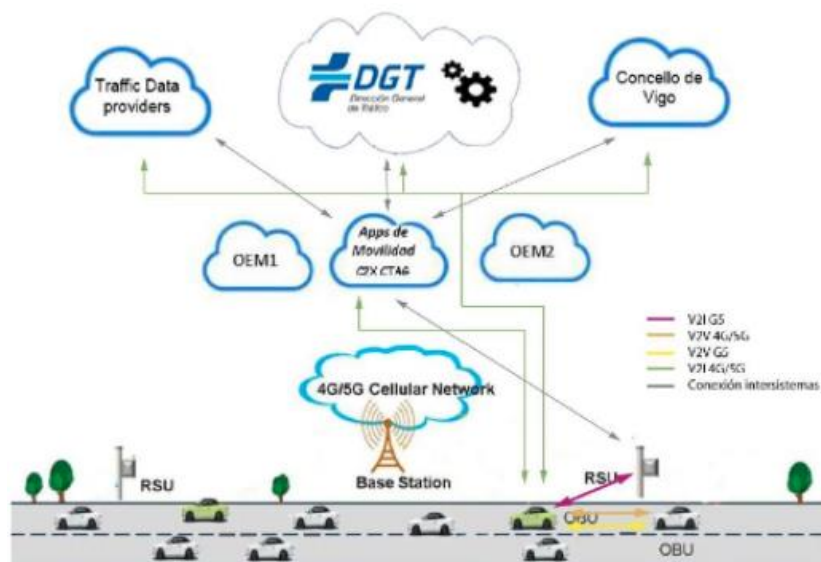 Traffic Data
providers
DGT
Dirección General
de Tráfico
Concello de
Vigo
OEM1
Apps de
Movilidad
C2X CTAG
OEM2
V2I G5
V2V 4G/5G
V2V G5
V2I 4G/5G
Conexión intersistemas
4G/5G Cellular Network
Base Station
RSU
RSU
OBU
OBU